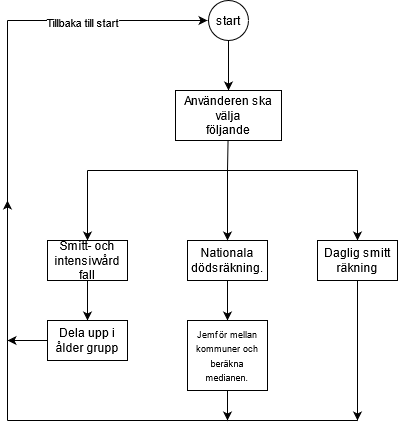 Tillbaka till start
start
Använderen ska
välja
följande
Smitt- och
intensivvård
fall
Nationala
dödsräkning.
Daglig smitt
räkning
Dela upp i
ålder grupp
Jemför mellan
kommuner och
beräkna
medianen.